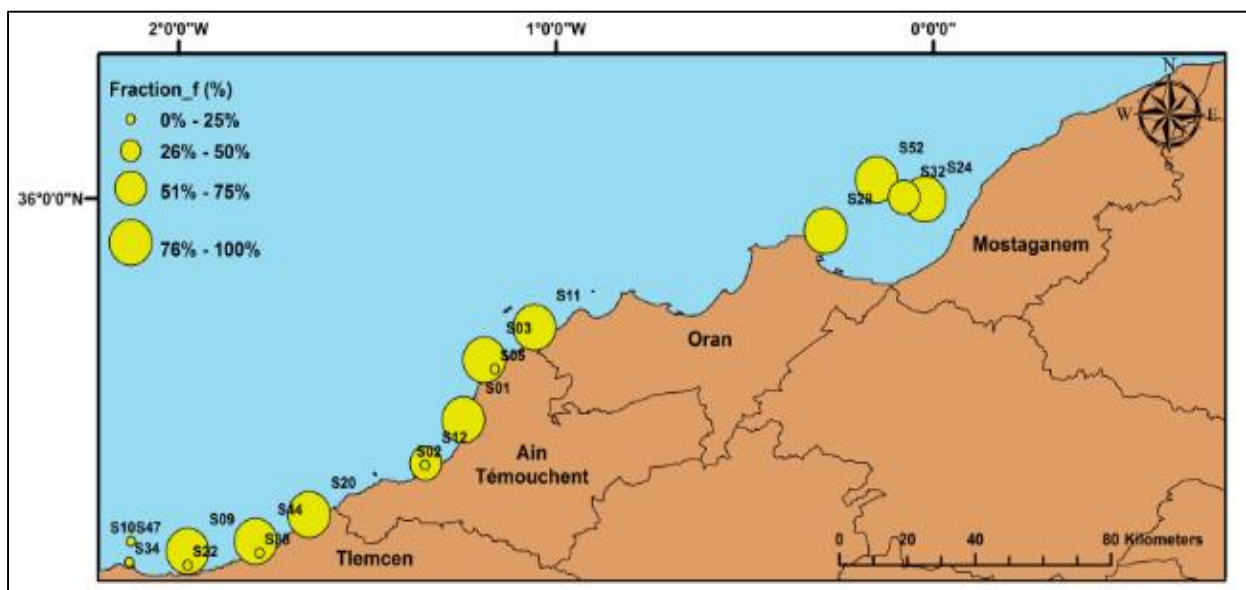 2°0'0"W 1°0'0"W 0°0'0"
Fraction_f (%)
0% - 25%
26% - 50%
51% - 75%
76% - 100%
36°0'0"N
N
W E
S
S52
S32 S24
S28
Mostaganem
S11
S03
Oran
S05
S01
S12
Ain
Témouchent
S02
S20
S44
S09
S10 S47
S38
S34
S22
Tlemcen
0 20 40 80 Kilometers